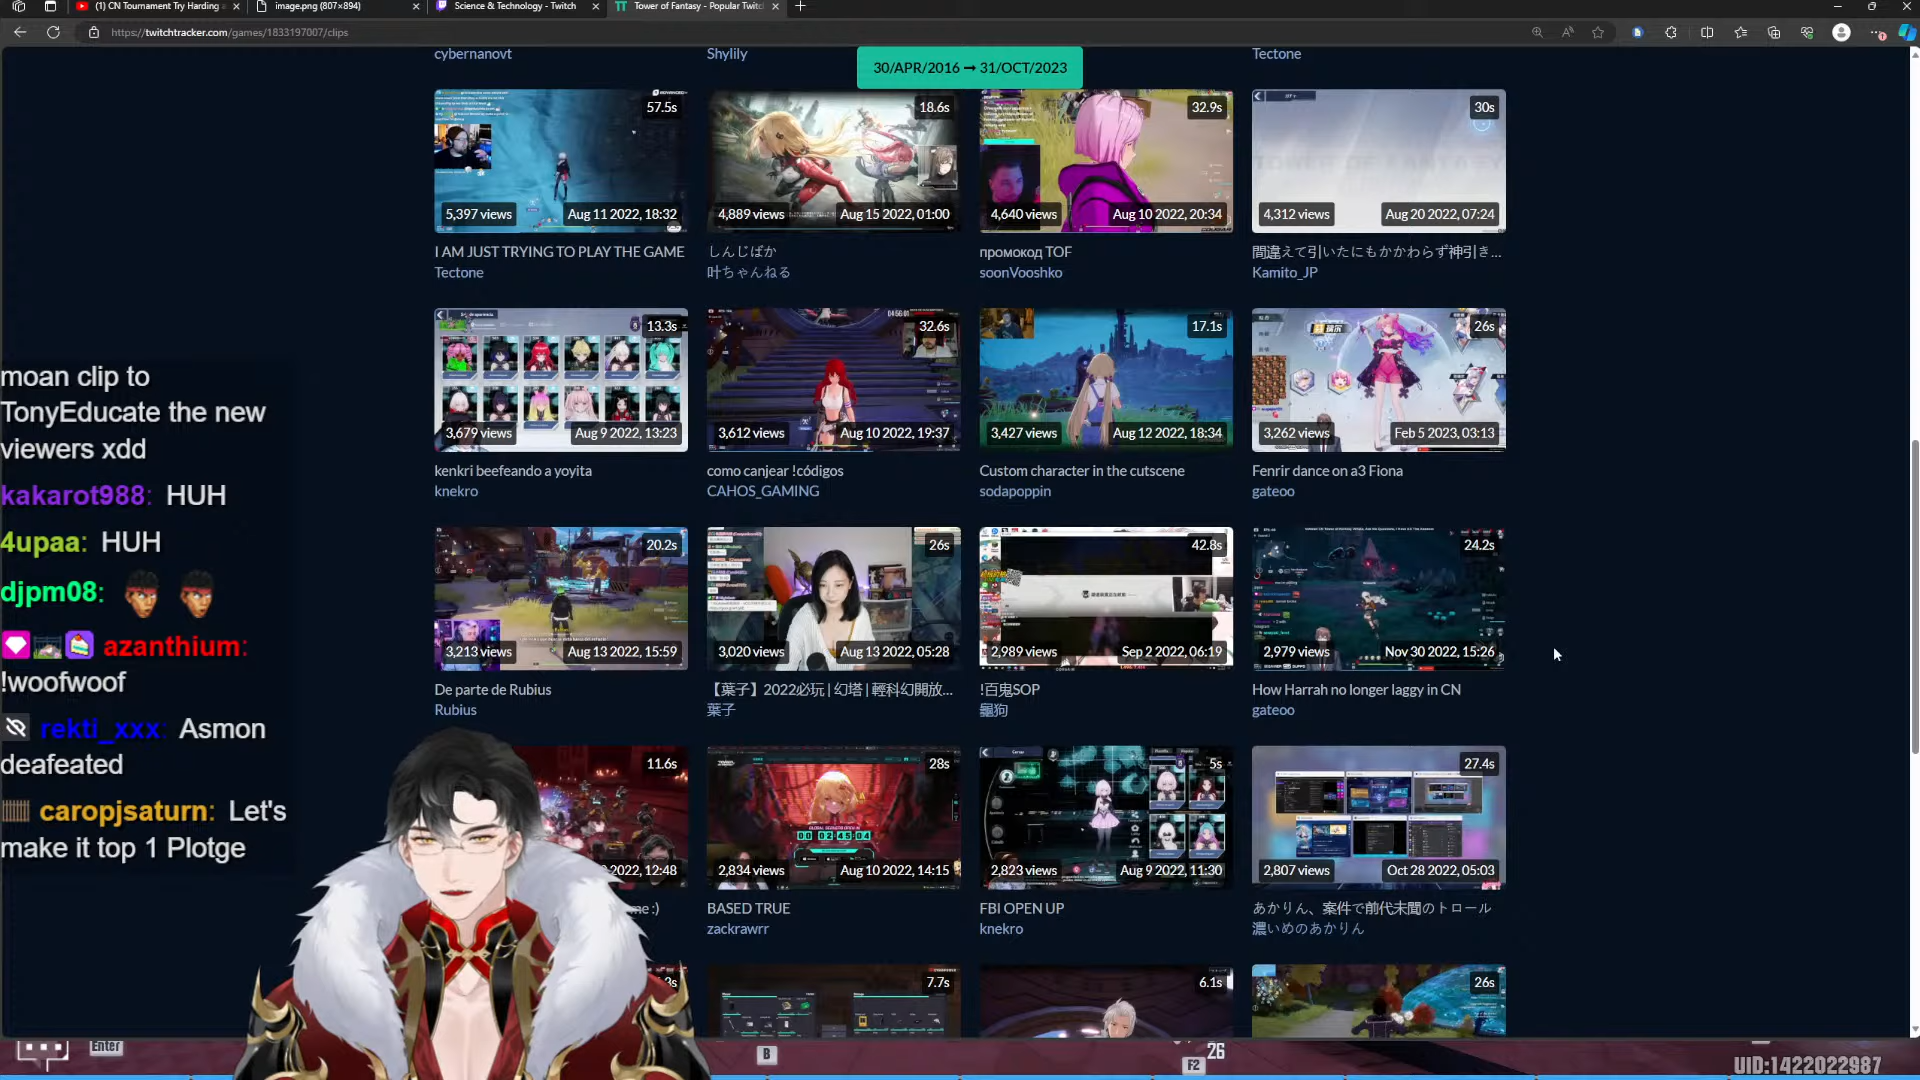 (1) CN Tournament Try Harding
image.png (807×894)
Science & Technology - Twitch
Tower of Fantasy - Popular Twitc
https://twitchtracker.com/games/1833197007/clips
cybernanovt
Shylily
Tectone
30/APR/2016 ➞ 31/OCT/2023
57.5s
5,397 views
Aug 11 2022, 18:32
I AM JUST TRYING TO PLAY THE GAME
Tectone
18.6s
4,889 views
Aug 15 2022, 01:00
しんじばか
叶ちゃんねる
32.9s
4,640 views
Aug 10 2022, 20:34
промокод TOF
soonVooshko
30s
4,312 views
Aug 20 2022, 07:24
間違えて引いたにもかかわらず神引き...
Kamito_JP
13.3s
3,679 views
Aug 9 2022, 13:23
kenkri beefeando a yoyita
knekro
32.6s
3,612 views
Aug 10 2022, 19:37
como canjear !códigos
CAHOS_GAMING
17.1s
3,427 views
Aug 12 2022, 18:34
Custom character in the cutscene
sodapoppin
26s
3,262 views
Feb 5 2023, 03:13
Fenrir dance on a3 Fiona
gateoo
20.2s
3,213 views
Aug 13 2022, 15:59
De parte de Rubius
Rubius
26s
3,020 views
Aug 13 2022, 05:28
【葉子】2022必玩 | 幻塔 | 輕科幻開放...
葉子
42.8s
2,989 views
Sep 2 2022, 06:19
!百鬼SOP
龜狗
24.2s
2,979 views
Nov 30 2022, 15:26
How Harrah no longer laggy in CN
gateoo
11.6s
2022, 12:48
me :)
28s
2,834 views
Aug 10 2022, 14:15
BASED TRUE
zackrawrr
5s
2,823 views
Aug 9 2022, 11:30
FBI OPEN UP
knekro
27.4s
2,807 views
Oct 28 2022, 05:03
あかりん、案件で前代未聞のトロール
濃いめのあかりん
7.7s
6.1s
26s
moan clip to
TonyEducate the new
viewers xdd
kakarot988: HUH
4upaa: HUH
djpm08:
azanthium:
!woofwoof
rekti_xxx: Asmon
deafeated
caropjsaturn: Let's
make it top 1 Plotge
Enter
B
F2
26
UID:1422022987